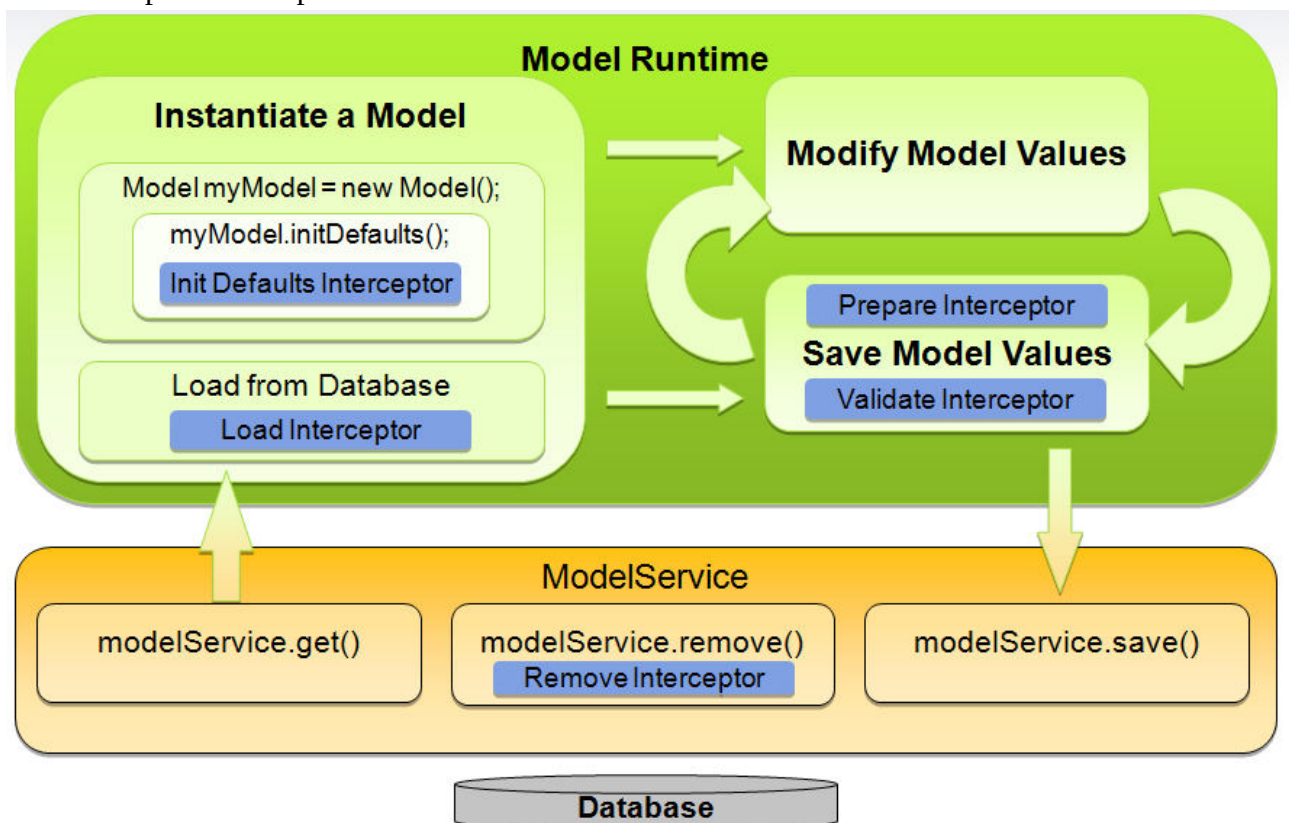 Model Runtime
Instantiate a Model
Model myModel = new Model();
myModel.initDefaults();
Init Defaults Interceptor
Load from Database
Load Interceptor
Modify Model Values
Prepare Interceptor
Save Model Values
Validate Interceptor
ModelService
modelService.get()
modelService.remove()
Remove Interceptor
modelService.save()
Database